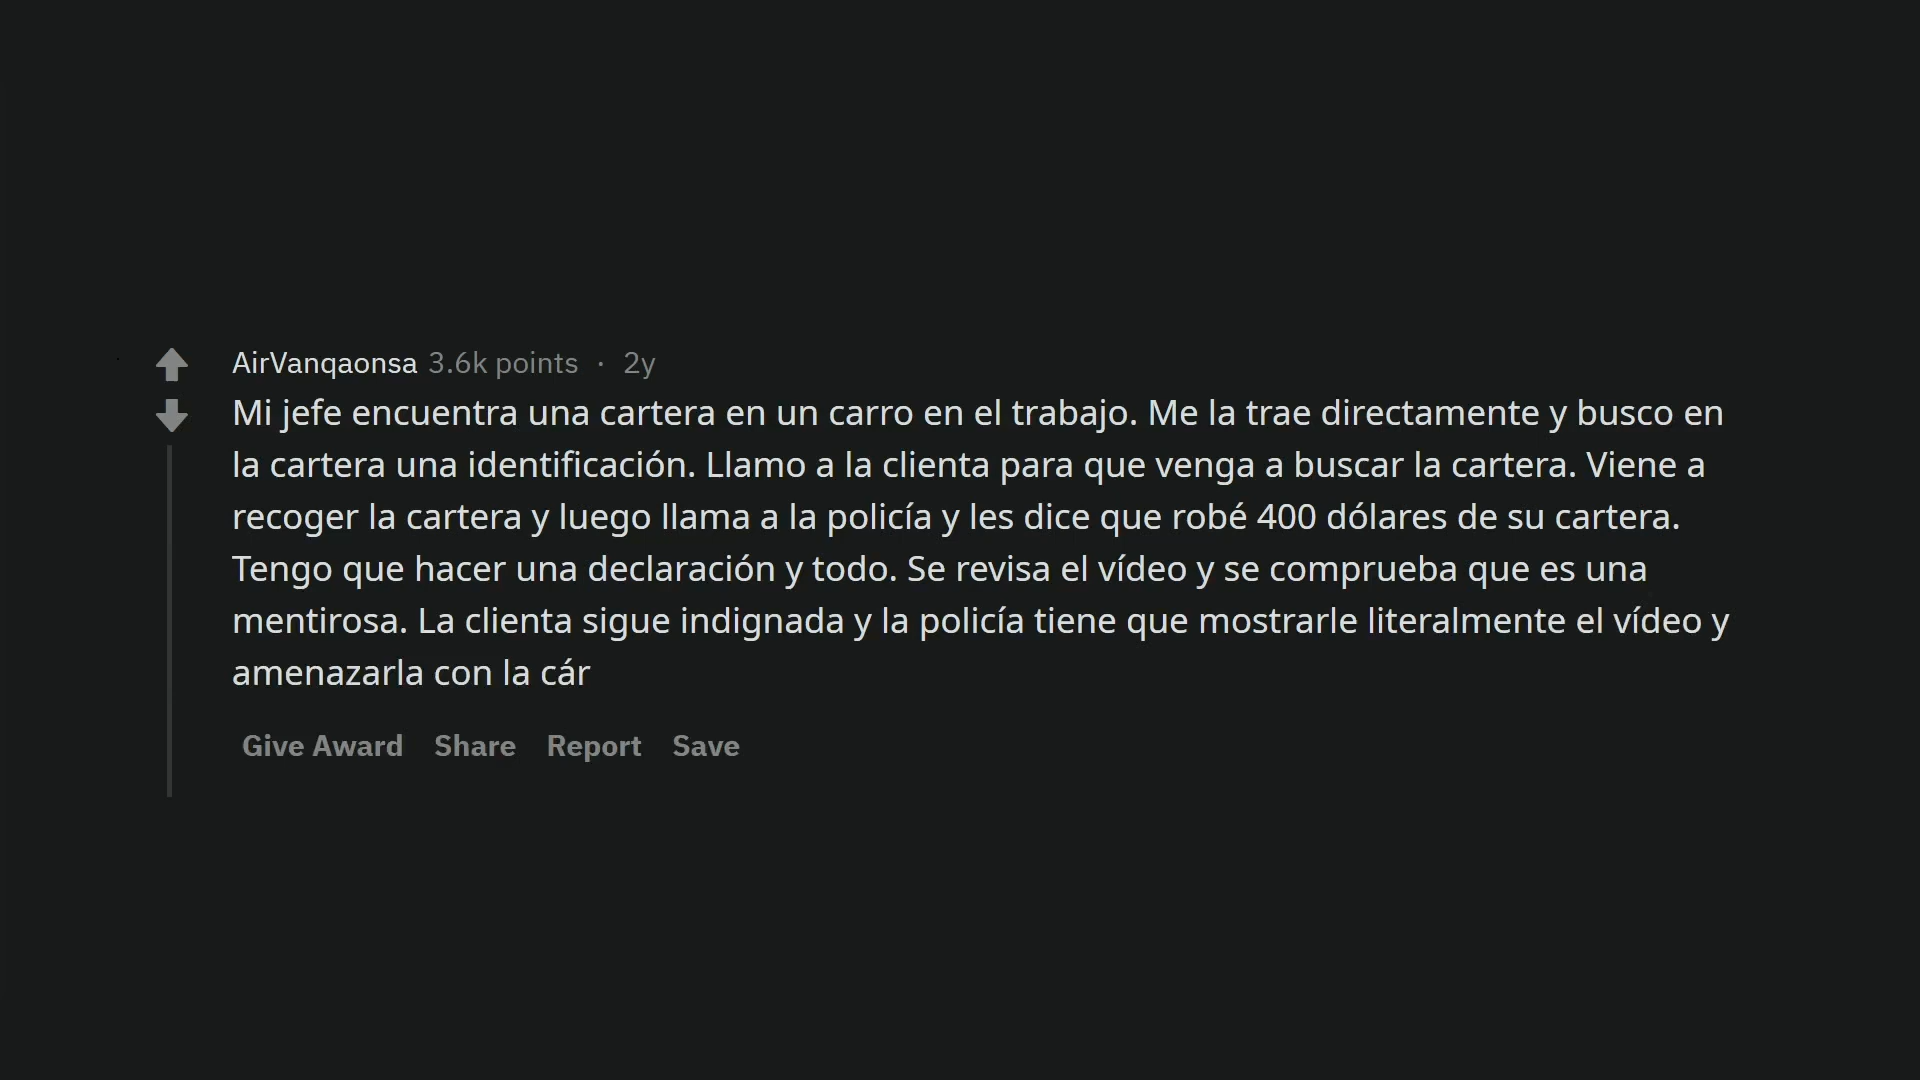 AirVanqaonsa 3.6k points · 2y
Mi jefe encuentra una cartera en un carro en el trabajo. Me la trae directamente y busco en
la cartera una identificación. Llamo a la clienta para que venga a buscar la cartera. Viene a
recoger la cartera y luego llama a la policía y les dice que robé 400 dólares de su cartera.
Tengo que hacer una declaración y todo. Se revisa el vídeo y se comprueba que es una
mentirosa. La clienta sigue indignada y la policía tiene que mostrarle literalmente el vídeo y
amenazarla con la cár
Give Award Share Report Save